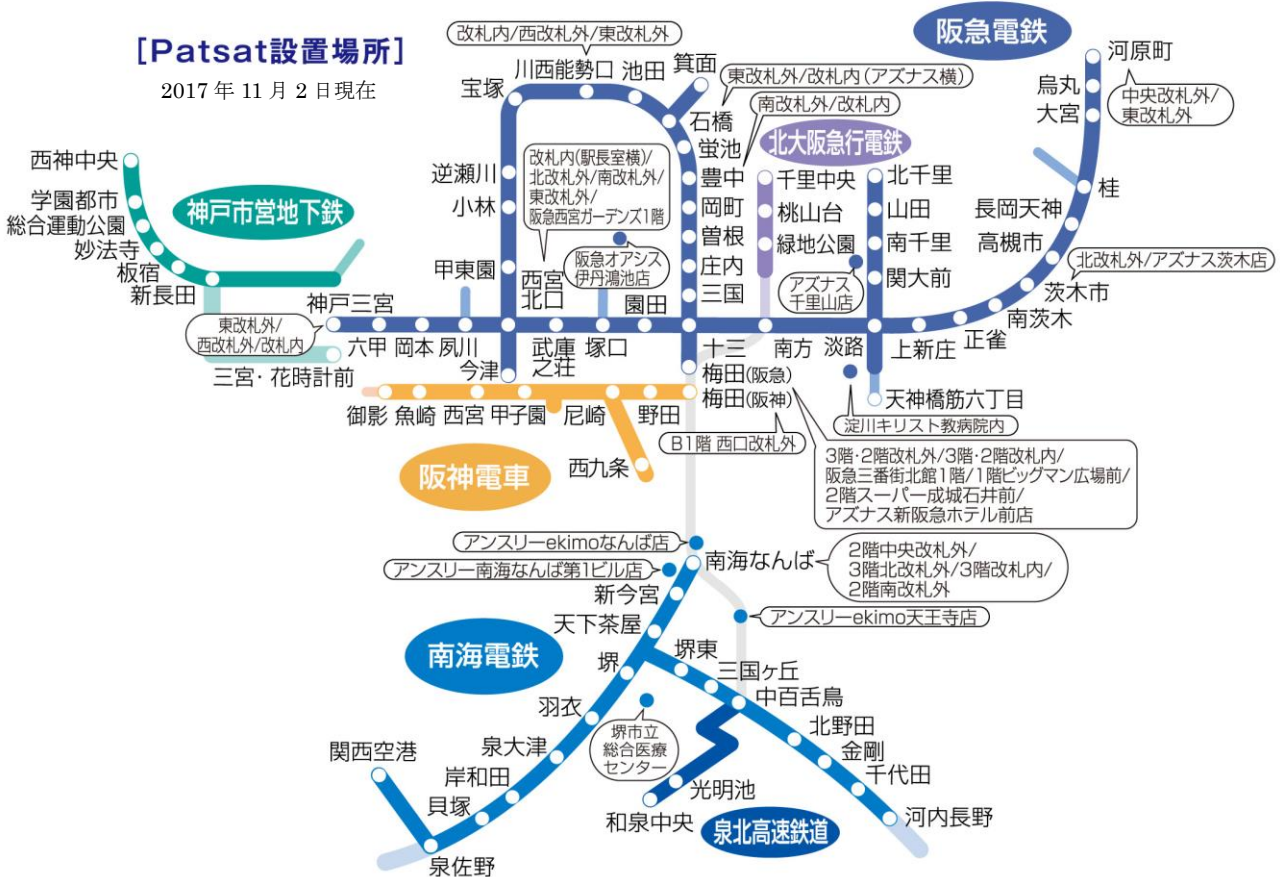 [Patsat設置場所]
2017年11月2日現在
阪急電鉄
改札内/西改札外/東改札外
川西能勢口
池田
箕面
宝塚
石橋
東改札外/改札内(アズナス横)
南改札外/改札内
蛍池
豊中
岡町
曽根
庄内
三国
逆瀬川
小林
甲東園
西宮
北口
改札内(駅長室横)/
北改札外/南改札外/
東改札外/
阪急西宮ガーデンズ1階
阪急オアシス
伊丹鴻池店
北大阪急行電鉄
千里中央
桃山台
緑地公園
アズナス
千里山店
北千里
山田
南千里
関大前
河原町
烏丸
大宮
中央改札外/
東改札外
桂
長岡天神
高槻市
北改札外/アズナス茨木店
茨木市
南茨木
正雀
上新庄
淡路
南方
十三
園田
塚口
武庫
之荘
夙川
岡本
六甲
神戸三宮
今津
梅田(阪急)
梅田(阪神)
天神橋筋六丁目
淀川キリスト教病院内
B1階 西口改札外
3階・2階改札外/3階・2階改札内/
阪急三番街北館1階/1階ビッグマン広場前/
2階スーパー成城石井前/
アズナス新阪急ホテル前店
神戸市営地下鉄
西神中央
学園都市
総合運動公園
妙法寺
板宿
新長田
東改札外/
西改札外/改札内
三宮・花時計前
阪神電車
御影
魚崎
西宮
甲子園
尼崎
野田
西九条
アンスリーekimoなんば店
アンスリー南海なんば第1ビル店
南海なんば
2階中央改札外/
3階北改札外/3階改札内/
2階南改札外
アンスリーekimo天王寺店
南海電鉄
新今宮
天下茶屋
堺
羽衣
泉大津
岸和田
貝塚
泉佐野
関西空港
堺東
三国ヶ丘
中百舌鳥
北野田
金剛
千代田
河内長野
堺市立
総合医療
センター
光明池
和泉中央
泉北高速鉄道